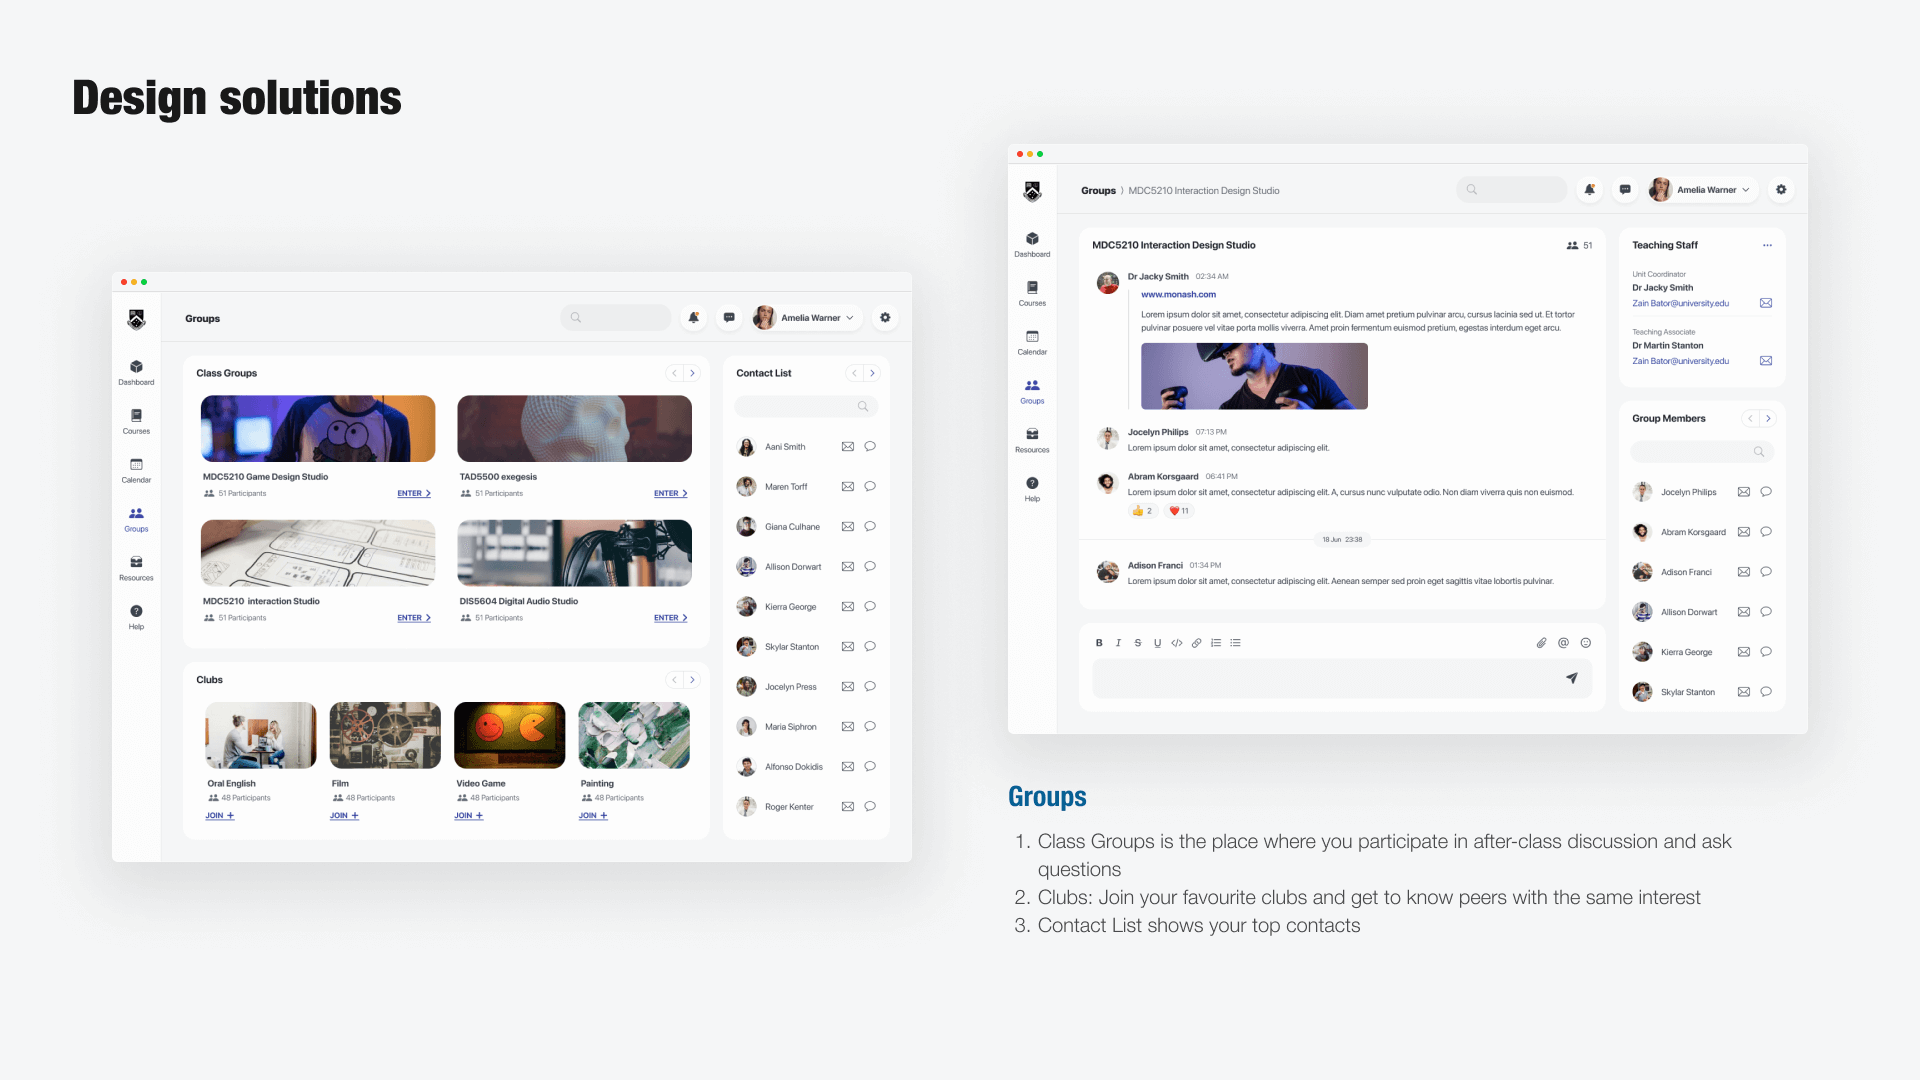 Design solutions
Groups
Amelia Warner
Dashboard
Courses
Calendar
Groups
Resources
Help
Class Groups
MDC5210 Game Design Studio
51 Participants
ENTER
TAD5500 exegesis
51 Participants
ENTER
MDC5210 interaction Studio
51 Participants
ENTER
DIS5604 Digital Audio Studio
51 Participants
ENTER
Clubs
Oral English
48 Participants
JOIN +
Film
48 Participants
JOIN +
Video Game
48 Participants
JOIN +
Painting
48 Participants
JOIN +
Contact List
Aani Smith
Maren Torff
Giana Culhane
Allison Dorwart
Kierra George
Skylar Stanton
Jocelyn Press
Maria Siphron
Alfonso Dokidis
Roger Kenter
Groups 〉 MDC5210 Interaction Design Studio
Amelia Warner
Dashboard
Courses
Calendar
Groups
Resources
Help
MDC5210 Interaction Design Studio
51
Dr Jacky Smith 02:34 AM
www.monash.com
Lorem ipsum dolor sit amet, consectetur adipiscing elit. Diam amet pretium pulvinar arcu, cursus lacinia sed ut. Et tortor
pulvinar posuere vel vitae porta mollis viverra. Amet proin fermentum euismod pretium, egestas interdum eget arcu.
Jocelyn Philips 07:13 PM
Lorem ipsum dolor sit amet, consectetur adipiscing elit.
Abram Korsgaard 06:41 PM
Lorem ipsum dolor sit amet, consectetur adipiscing elit. A, cursus nunc vulputate odio. Non diam viverra quis non euismod.
👍 2 ❤️ 11
18 Jun 23:38
Adison Franci 01:34 PM
Lorem ipsum dolor sit amet, consectetur adipiscing elit. Aenean semper sed proin eget sagittis vitae lobortis pulvinar.
B I S U </> @
Teaching Staff ...
Unit Coordinator
Dr Jacky Smith
Zain Bator@university.edu
Teaching Associate
Dr Martin Stanton
Zain Bator@university.edu
Group Members
Jocelyn Philips
Abram Korsgaard
Adison Franci
Allison Dorwart
Kierra George
Skylar Stanton
Groups
1. Class Groups is the place where you participate in after-class discussion and ask
questions
2. Clubs: Join your favourite clubs and get to know peers with the same interest
3. Contact List shows your top contacts